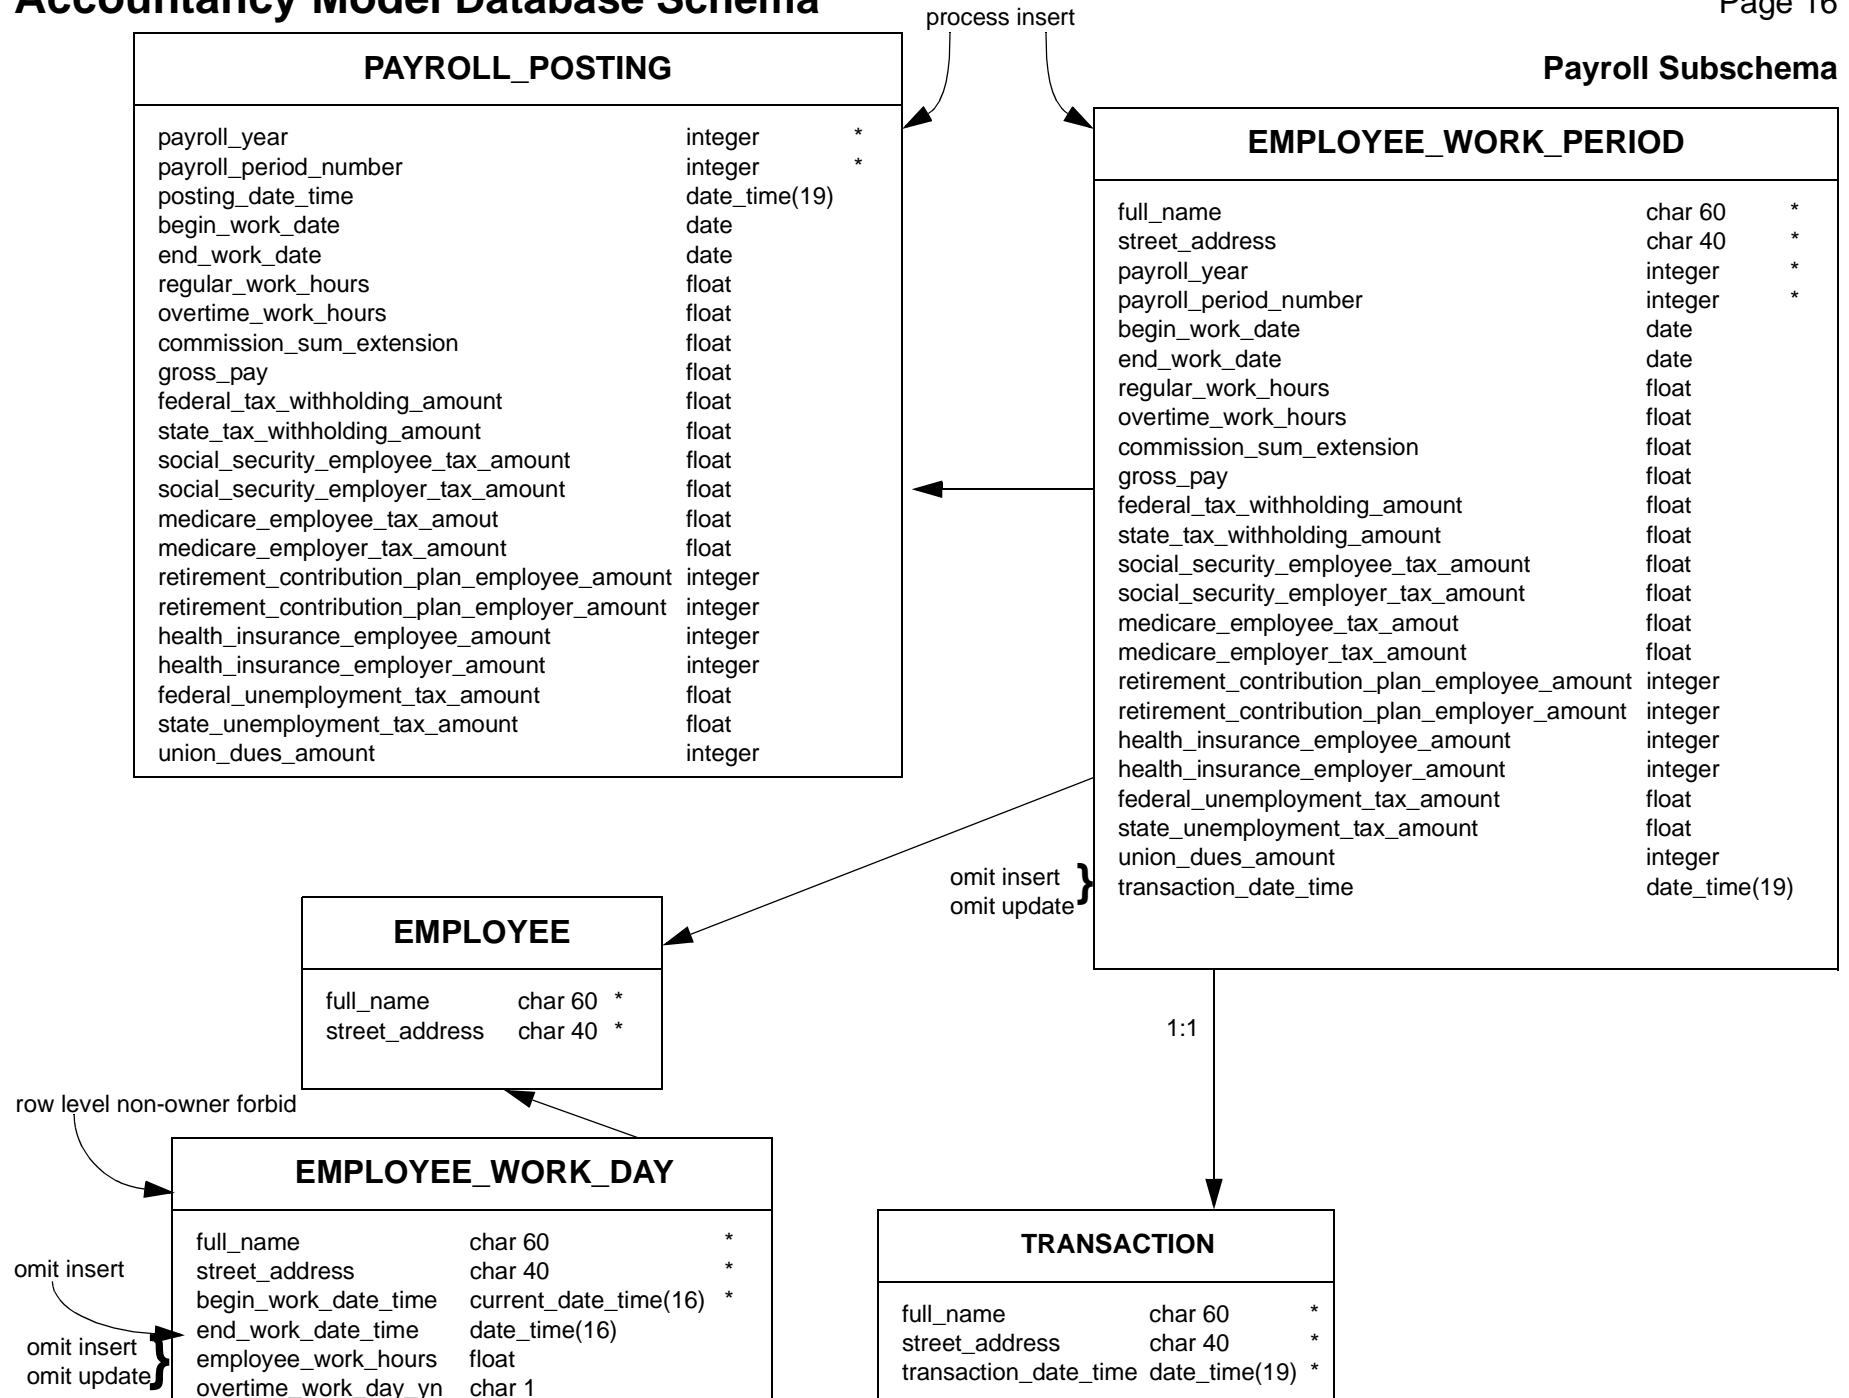 Accountancy Model Database Schema
Page 16
process insert
Payroll Subschema
PAYROLL_POSTING
payroll_year integer *
payroll_period_number integer *
posting_date_time date_time(19)
begin_work_date date
end_work_date date
regular_work_hours float
overtime_work_hours float
commission_sum_extension float
gross_pay float
federal_tax_withholding_amount float
state_tax_withholding_amount float
social_security_employee_tax_amount float
social_security_employer_tax_amount float
medicare_employee_tax_amout float
medicare_employer_tax_amount float
retirement_contribution_plan_employee_amount integer
retirement_contribution_plan_employer_amount integer
health_insurance_employee_amount integer
health_insurance_employer_amount integer
federal_unemployment_tax_amount float
state_unemployment_tax_amount float
union_dues_amount integer
EMPLOYEE_WORK_PERIOD
full_name char 60 *
street_address char 40 *
payroll_year integer *
payroll_period_number integer *
begin_work_date date
end_work_date date
regular_work_hours float
overtime_work_hours float
commission_sum_extension float
gross_pay float
federal_tax_withholding_amount float
state_tax_withholding_amount float
social_security_employee_tax_amount float
social_security_employer_tax_amount float
medicare_employee_tax_amout float
medicare_employer_tax_amount float
retirement_contribution_plan_employee_amount integer
retirement_contribution_plan_employer_amount integer
health_insurance_employee_amount integer
health_insurance_employer_amount integer
federal_unemployment_tax_amount float
state_unemployment_tax_amount float
union_dues_amount integer
transaction_date_time date_time(19)
omit insert
omit update
}
EMPLOYEE
full_name char 60 *
street_address char 40 *
1:1
row level non-owner forbid
EMPLOYEE_WORK_DAY
full_name char 60 *
street_address char 40 *
begin_work_date_time current_date_time(16) *
end_work_date_time date_time(16)
employee_work_hours float
overtime_work_day_yn char 1
omit insert
omit insert
omit update
}
TRANSACTION
full_name char 60 *
street_address char 40 *
transaction_date_time date_time(19) *